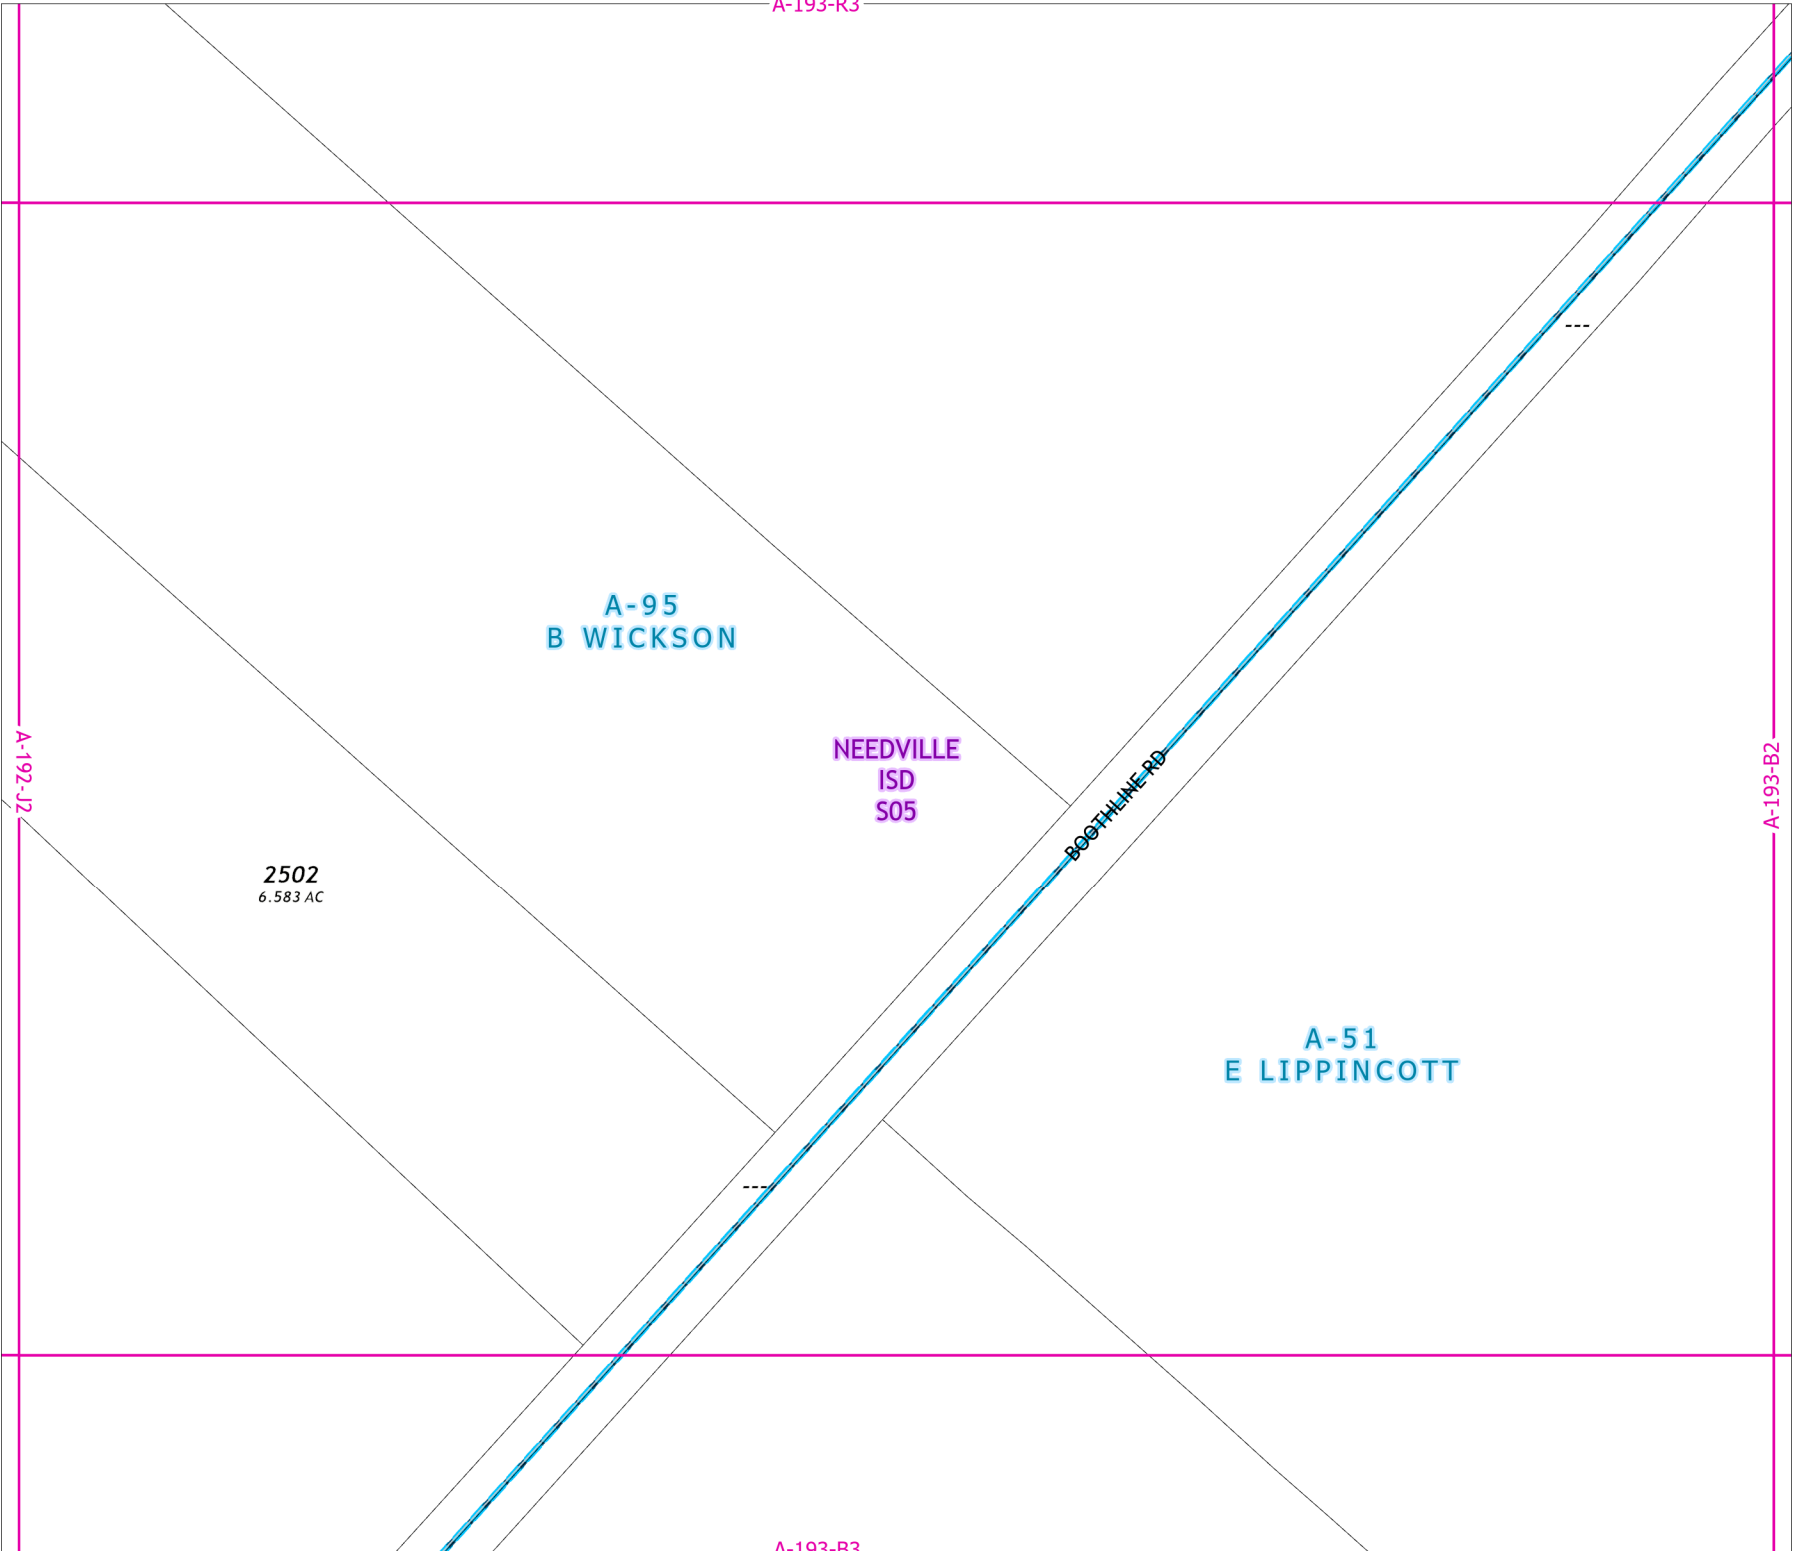 A-193-R3
---
A-95
B WICKSON
NEEDVILLE
ISD
S05
BOOTHLINE RD
A-192-J2
A-193-B2
2502
6.583 AC
A-51
E LIPPINCOTT
---
A-193-B3